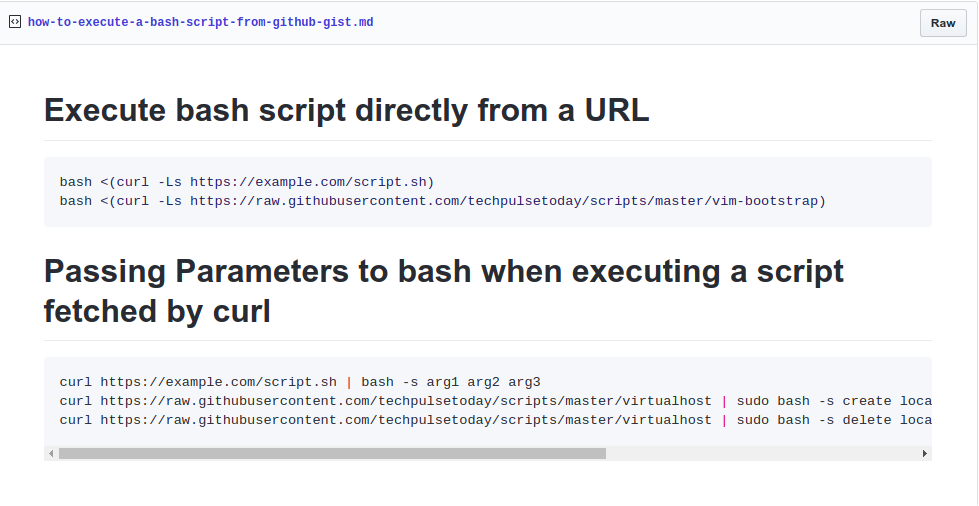 how-to-execute-a-bash-script-from-github-gist.md
Raw
Execute bash script directly from a URL
bash <(curl -Ls https://example.com/script.sh)
bash <(curl -Ls https://raw.githubusercontent.com/techpulsetoday/scripts/master/vim-bootstrap)
Passing Parameters to bash when executing a script
fetched by curl
curl https://example.com/script.sh | bash -s arg1 arg2 arg3
curl https://raw.githubusercontent.com/techpulsetoday/scripts/master/virtualhost | sudo bash -s create loca
curl https://raw.githubusercontent.com/techpulsetoday/scripts/master/virtualhost | sudo bash -s delete loca